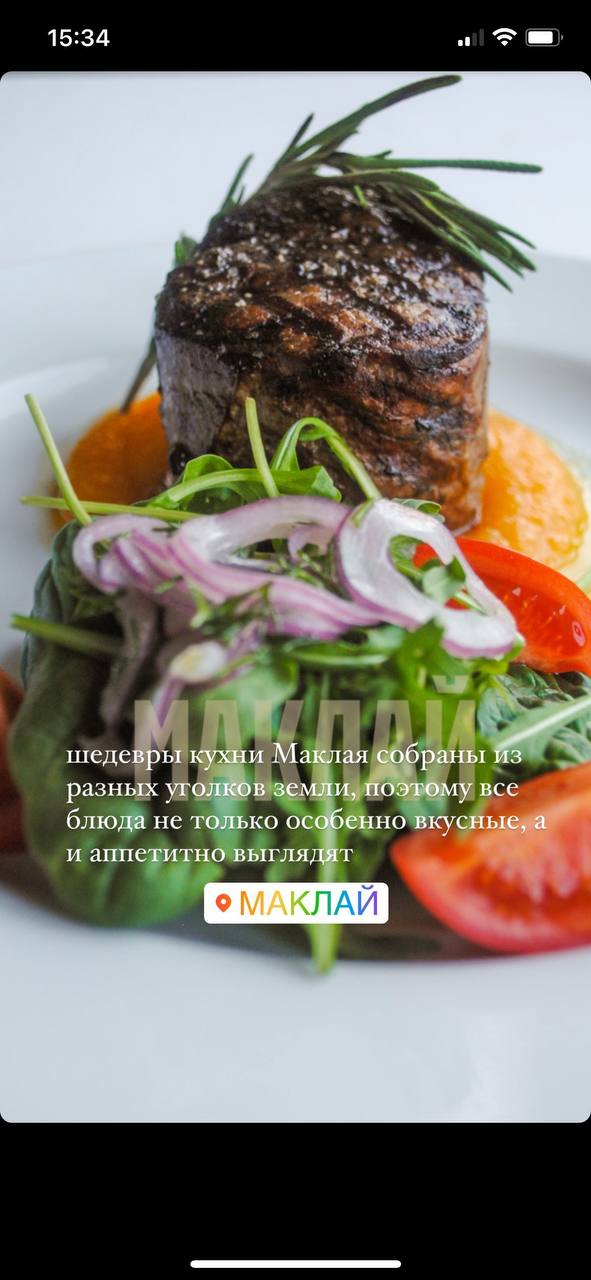 15:34
МАКЛАЙ
шедевры кухни Маклая собраны из
разных уголков земли, поэтому все
блюда не только особенно вкусные, а
и аппетитно выглядят
МАКЛАЙ